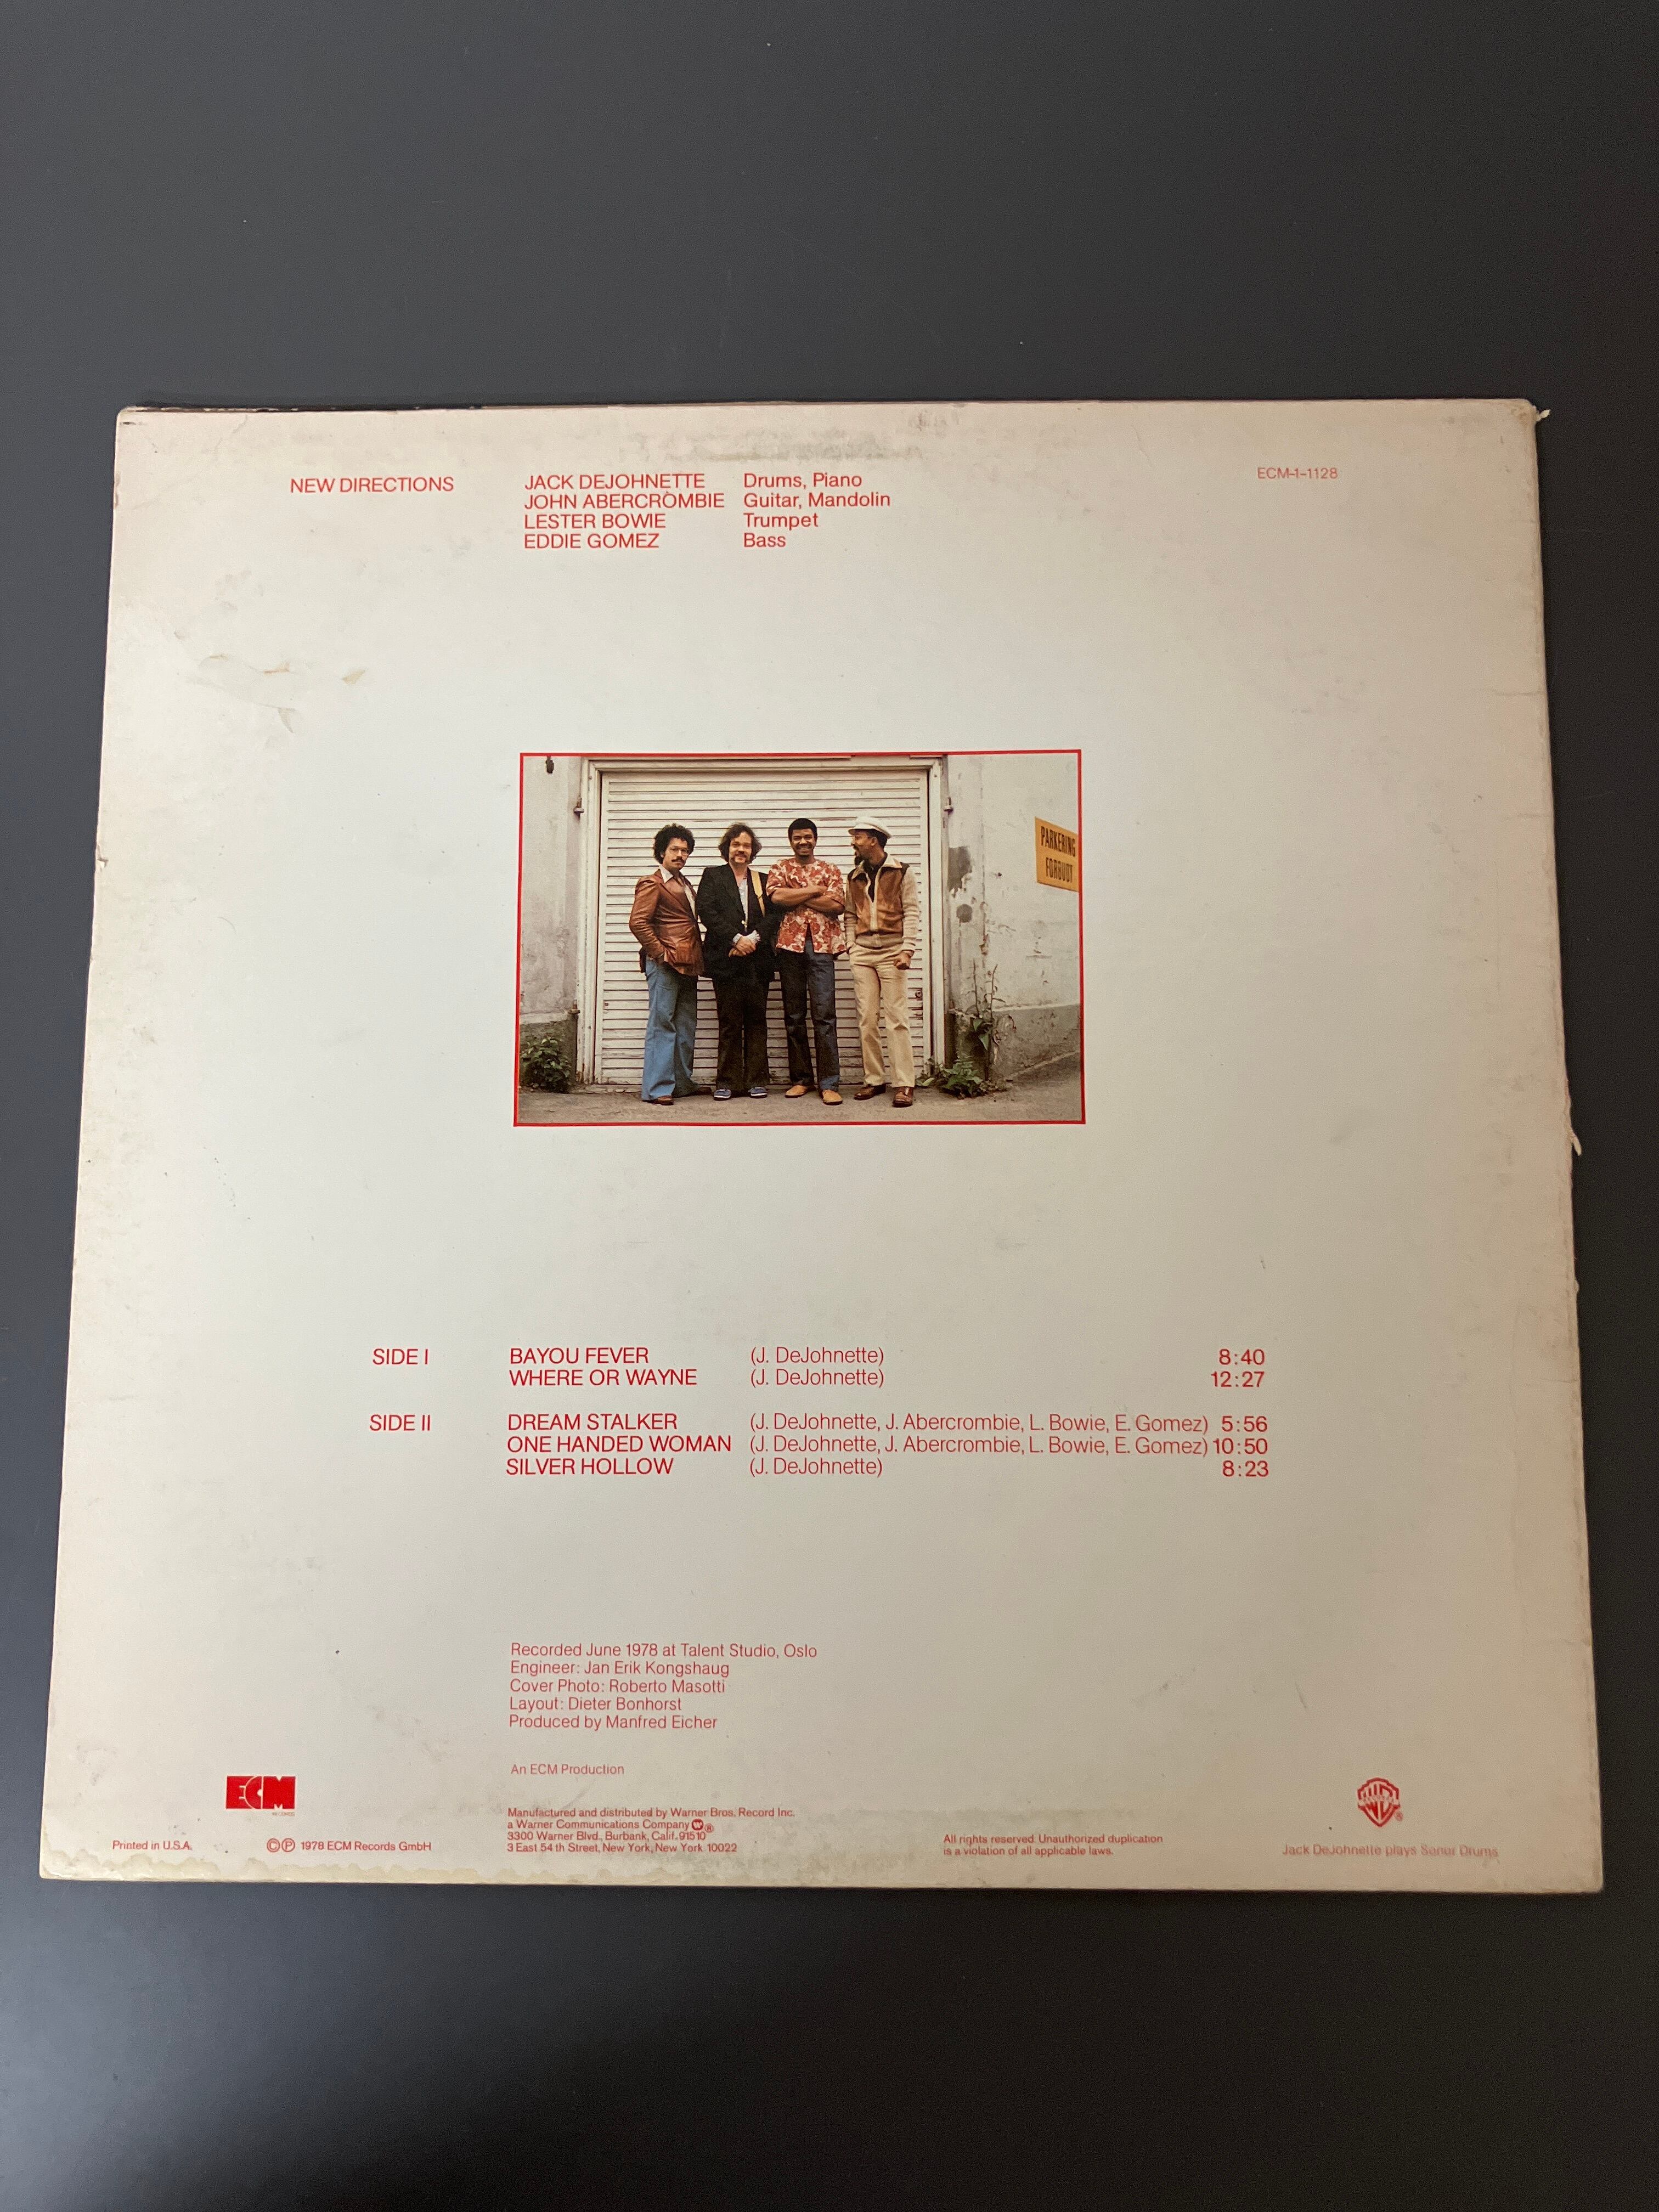 NEW DIRECTIONS
JACK DEJOHNETTE Drums, Piano
JOHN ABERCROMBIE Guitar, Mandolin
LESTER BOWIE Trumpet
EDDIE GOMEZ Bass
ECM-1-1128
PARKERING
FORBUDT
SIDE I BAYOU FEVER (J. DeJohnette) 8:40
WHERE OR WAYNE (J. DeJohnette) 12:27
SIDE II DREAM STALKER (J. DeJohnette, J. Abercrombie, L. Bowie, E. Gomez) 5:56
ONE HANDED WOMAN (J. DeJohnette, J. Abercrombie, L. Bowie, E. Gomez) 10:50
SILVER HOLLOW (J. DeJohnette) 8:23
Recorded June 1978 at Talent Studio, Oslo
Engineer: Jan Erik Kongshaug
Cover Photo: Roberto Masotti
Layout: Dieter Bonhorst
Produced by Manfred Eicher
An ECM Production
ECM
RECORDS
Printed in U.S.A.
©℗ 1978 ECM Records GmbH
Manufactured and distributed by Warner Bros. Record Inc.
a Warner Communications Company ®
3300 Warner Blvd., Burbank, Calif. 91510
3 East 54 th Street, New York, New York 10022
All rights reserved. Unauthorized duplication
is a violation of all applicable laws.
®
Jack DeJohnette plays Sonor Drums